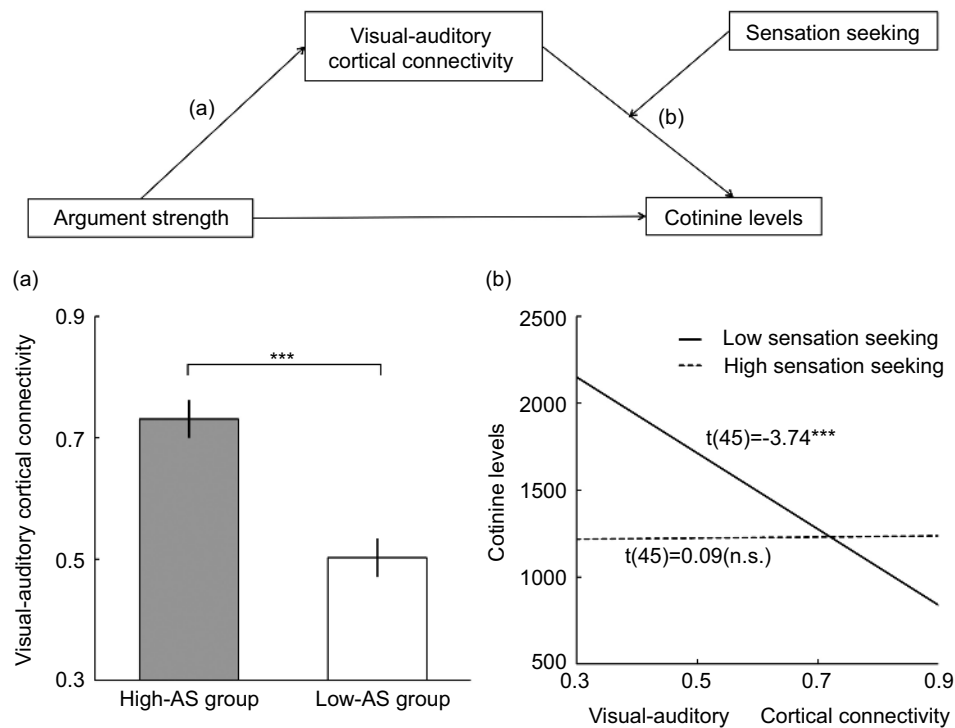 Visual-auditory
cortical connectivity
Sensation seeking
(a)
(b)
Argument strength
Cotinine levels
(a)
Visual-auditory cortical connectivity
0.9
0.7
0.5
0.3
***
High-AS group
Low-AS group
(b)
Cotinine levels
2500
2000
1500
1000
500
Low sensation seeking
High sensation seeking
t(45)=-3.74***
t(45)=0.09(n.s.)
0.3
0.5
0.7
0.9
Visual-auditory Cortical connectivity